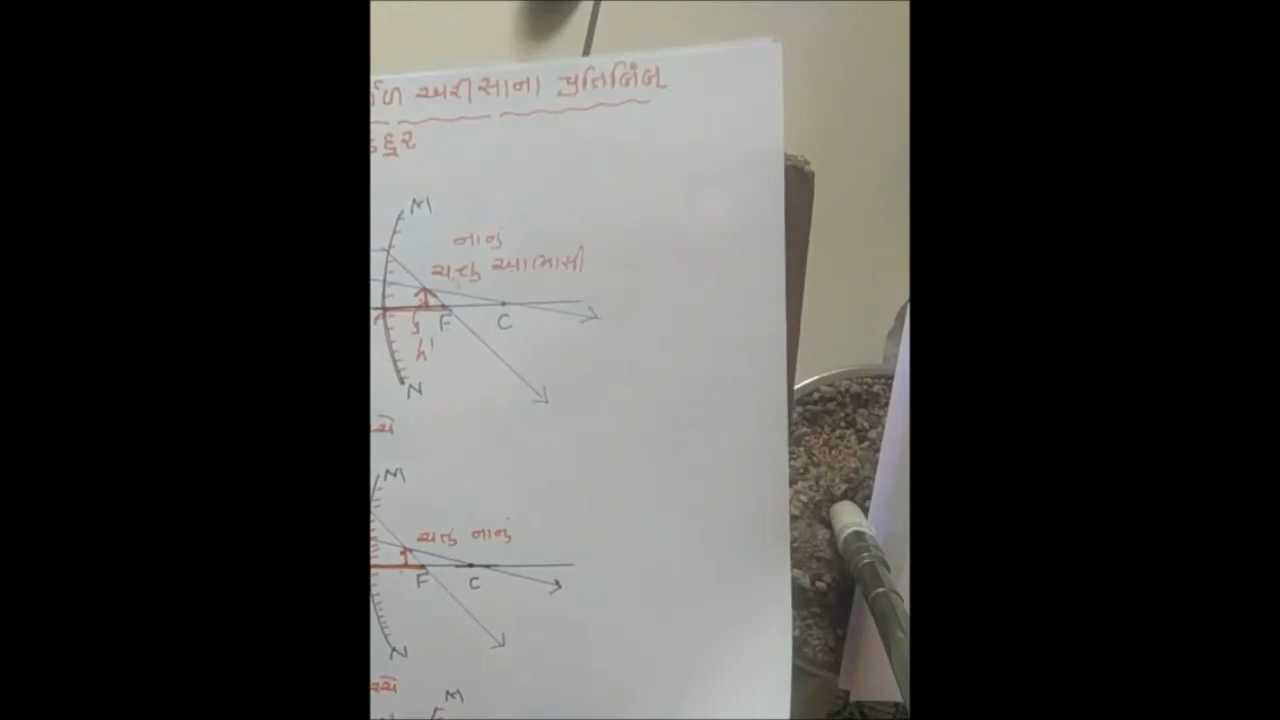 અરીસાના પ્રતિબિંબ
M
નાનું
ચત્તું આભાસી
F C
h'
N
M
ચત્તું નાનું
F C
N
M